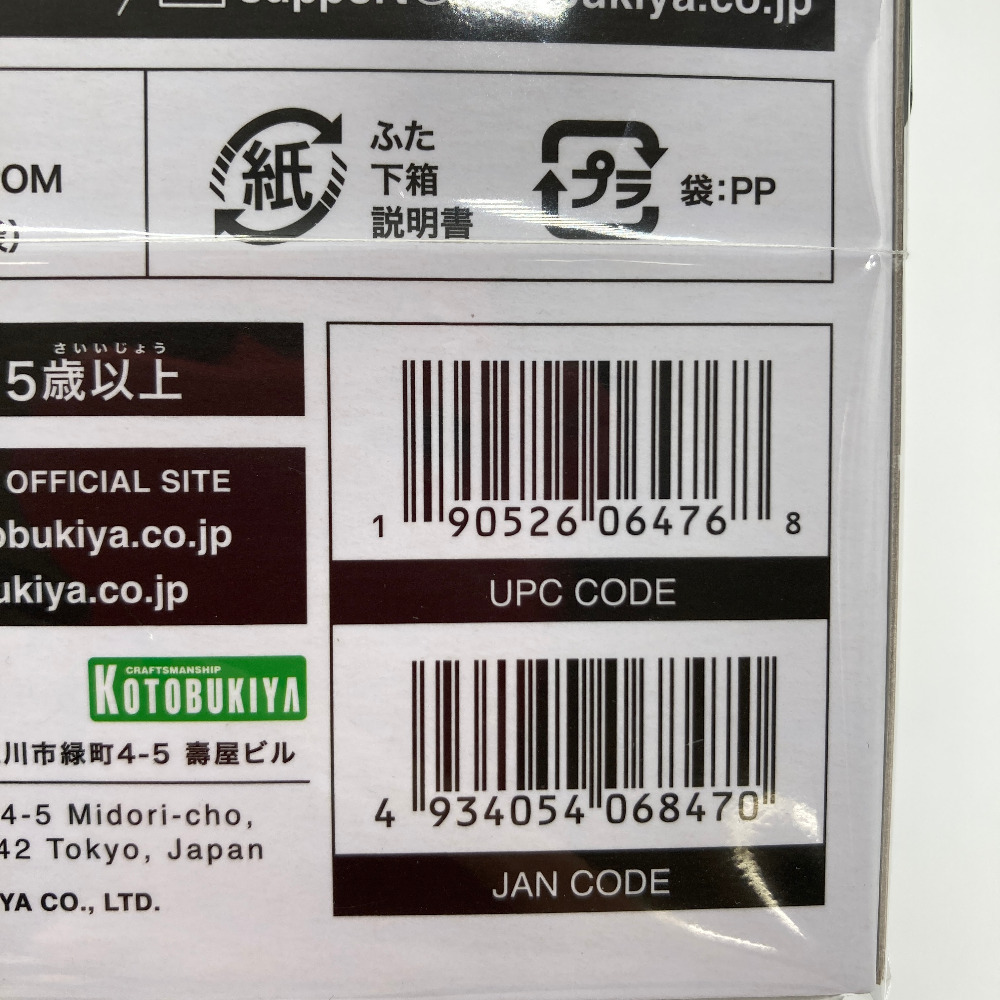 support@kotobukiya.co.jp
OM
紙
ふた
下箱
説明書
プラ
袋:PP
さいいじょう
5歳以上
OFFICIAL SITE
obukiya.co.jp
ukiya.co.jp
CRAFTSMANSHIP
KOTOBUKIYA
川市緑町4-5 壽屋ビル
4-5 Midori-cho,
42 Tokyo, Japan
YA CO., LTD.
1 90526 06476 8
UPC CODE
4 934054 068470
JAN CODE